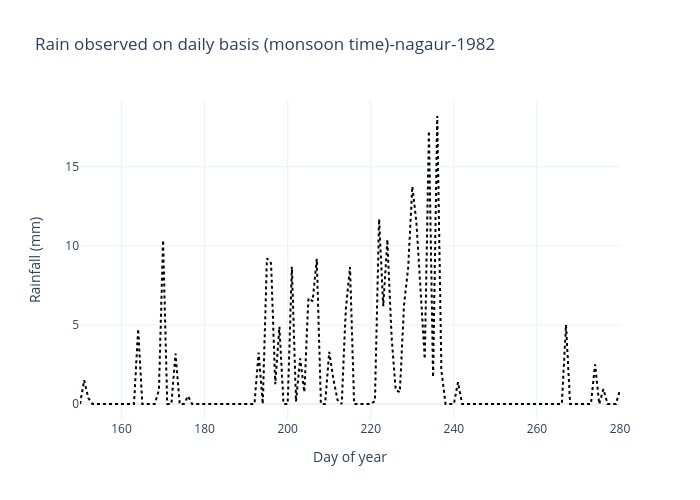 Rain observed on daily basis (monsoon time)-nagaur-1982
Rainfall (mm)
15
10
5
0
160 180 200 220 240 260 280
Day of year